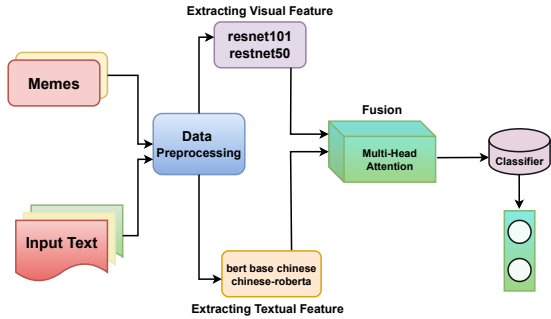 Extracting Visual Feature
resnet101
restnet50
Memes
Fusion
Data
Preprocessing
Multi-Head
Attention
Classifier
Input Text
bert base chinese
chinese-roberta
Extracting Textual Feature